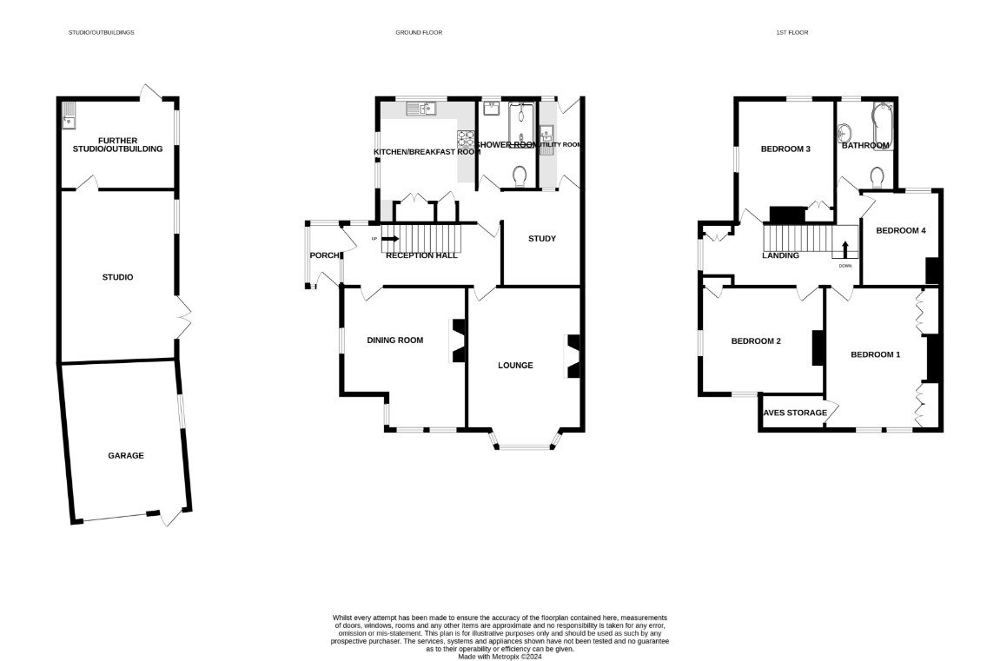 STUDIO/OUTBUILDINGS
GROUND FLOOR
1ST FLOOR
FURTHER
STUDIO/OUTBUILDING
STUDIO
GARAGE
KITCHEN/BREAKFAST ROOM
SHOWER ROOM
UTILITY ROOM
STUDY
UP
PORCH
RECEPTION HALL
DINING ROOM
LOUNGE
BEDROOM 3
BATHROOM
BEDROOM 4
LANDING
DOWN
BEDROOM 2
BEDROOM 1
EAVES STORAGE
Whilst every attempt has been made to ensure the accuracy of the floorplan contained here, measurements
of doors, windows, rooms and any other items are approximate and no responsibility is taken for any error,
omission or mis-statement. This plan is for illustrative purposes only and should be used as such by any
prospective purchaser. The services, systems and appliances shown have not been tested and no guarantee
as to their operability or efficiency can be given.
Made with Metropix ©2024